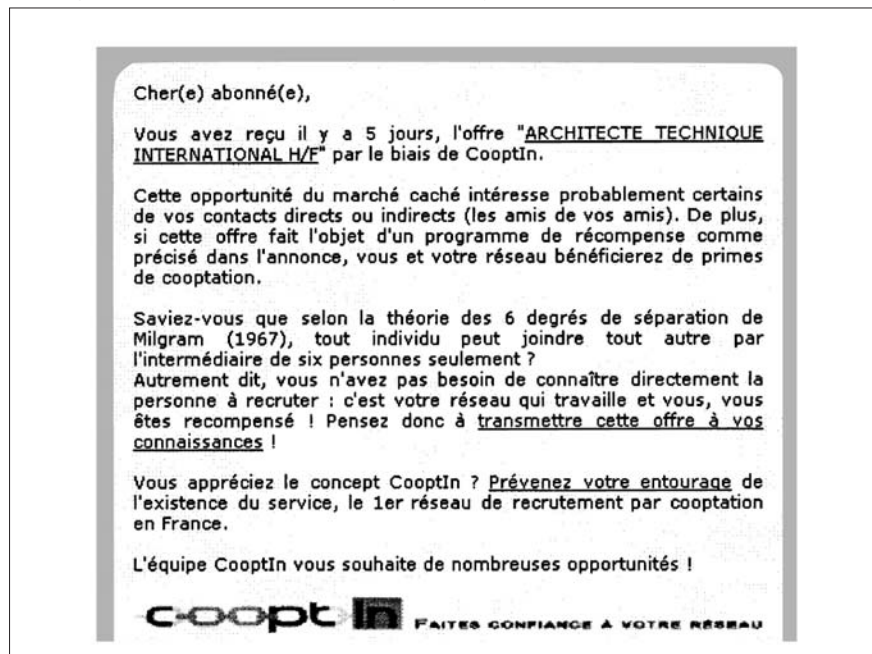 Cher(e) abonné(e),
Vous avez reçu il y a 5 jours, l'offre "ARCHITECTE TECHNIQUE
INTERNATIONAL H/F" par le biais de CooptIn.
Cette opportunité du marché caché intéresse probablement certains
de vos contacts directs ou indirects (les amis de vos amis). De plus,
si cette offre fait l'objet d'un programme de récompense comme
précisé dans l'annonce, vous et votre réseau bénéficierez de primes
de cooptation.
Saviez-vous que selon la théorie des 6 degrés de séparation de
Milgram (1967), tout individu peut joindre tout autre par
l'intermédiaire de six personnes seulement ?
Autrement dit, vous n'avez pas besoin de connaître directement la
personne à recruter : c'est votre réseau qui travaille et vous, vous
êtes recompensé ! Pensez donc à transmettre cette offre à vos
connaissances !
Vous appréciez le concept CooptIn ? Prévenez votre entourage de
l'existence du service, le 1er réseau de recrutement par cooptation
en France.
L'équipe CooptIn vous souhaite de nombreuses opportunités !
c-oopt In FAITES CONFIANCE À VOTRE RÉSEAU